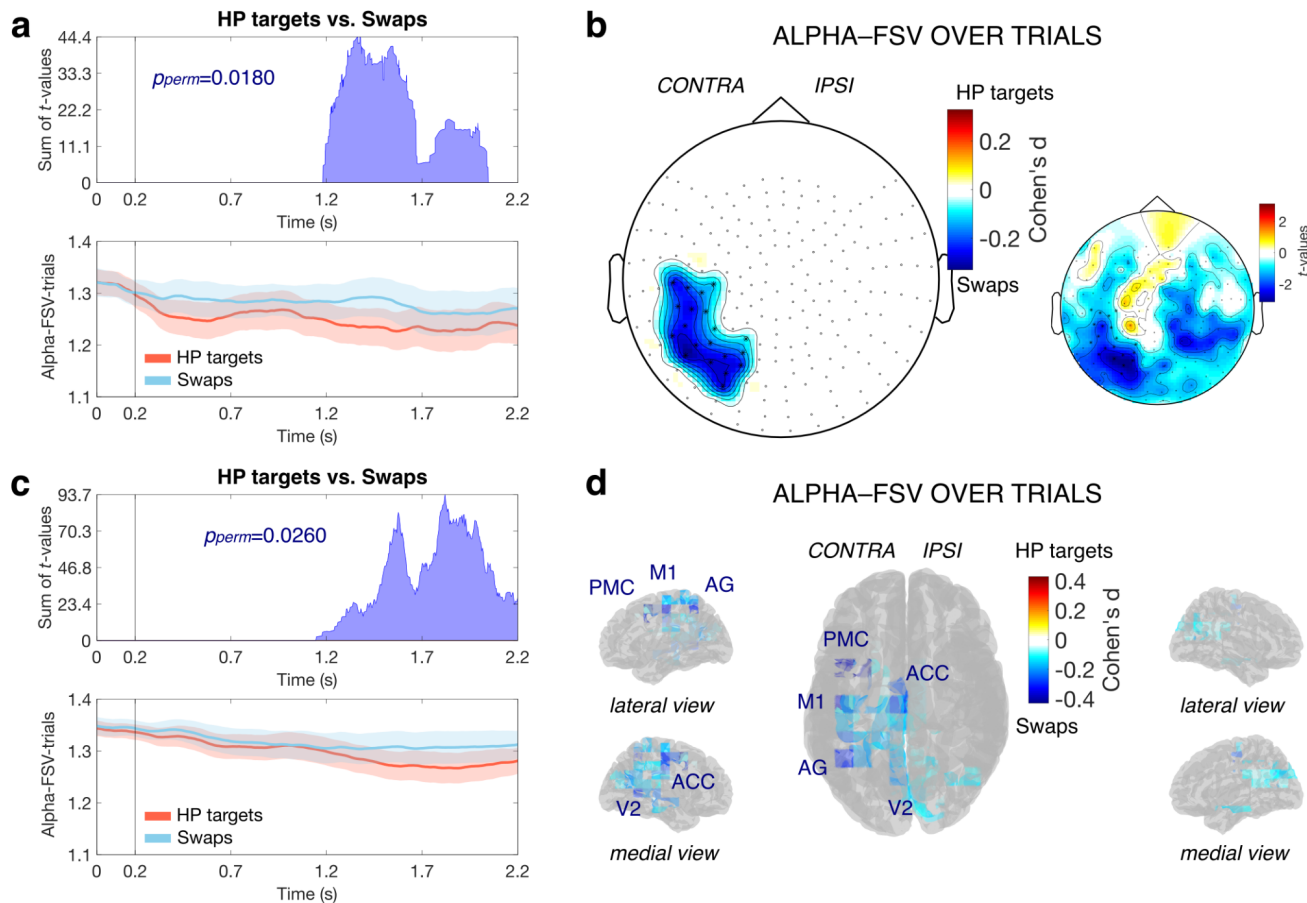 a
HP targets vs. Swaps
44.4
33.3
22.2
11.1
0
Sum of t-values
pperm=0.0180
0 0.2 0.7 1.2 1.7 2.2
Time (s)
1.4
1.3
1.2
1.1
Alpha-FSV-trials
HP targets
Swaps
0 0.2 0.7 1.2 1.7 2.2
Time (s)
b
ALPHA–FSV OVER TRIALS
CONTRA IPSI
HP targets
0.2
0
-0.2
Cohen's d
Swaps
2
0
-2
t-values
c
HP targets vs. Swaps
93.7
70.3
46.8
23.4
0
Sum of t-values
pperm=0.0260
0 0.2 0.7 1.2 1.7 2.2
Time (s)
1.4
1.3
1.2
1.1
Alpha-FSV-trials
HP targets
Swaps
0 0.2 0.7 1.2 1.7 2.2
Time (s)
d
ALPHA–FSV OVER TRIALS
PMC M1 AG
lateral view
ACC
V2
medial view
CONTRA IPSI
PMC
ACC
M1
AG
V2
HP targets
0.4
0.2
0
-0.2
-0.4
Cohen's d
Swaps
lateral view
medial view